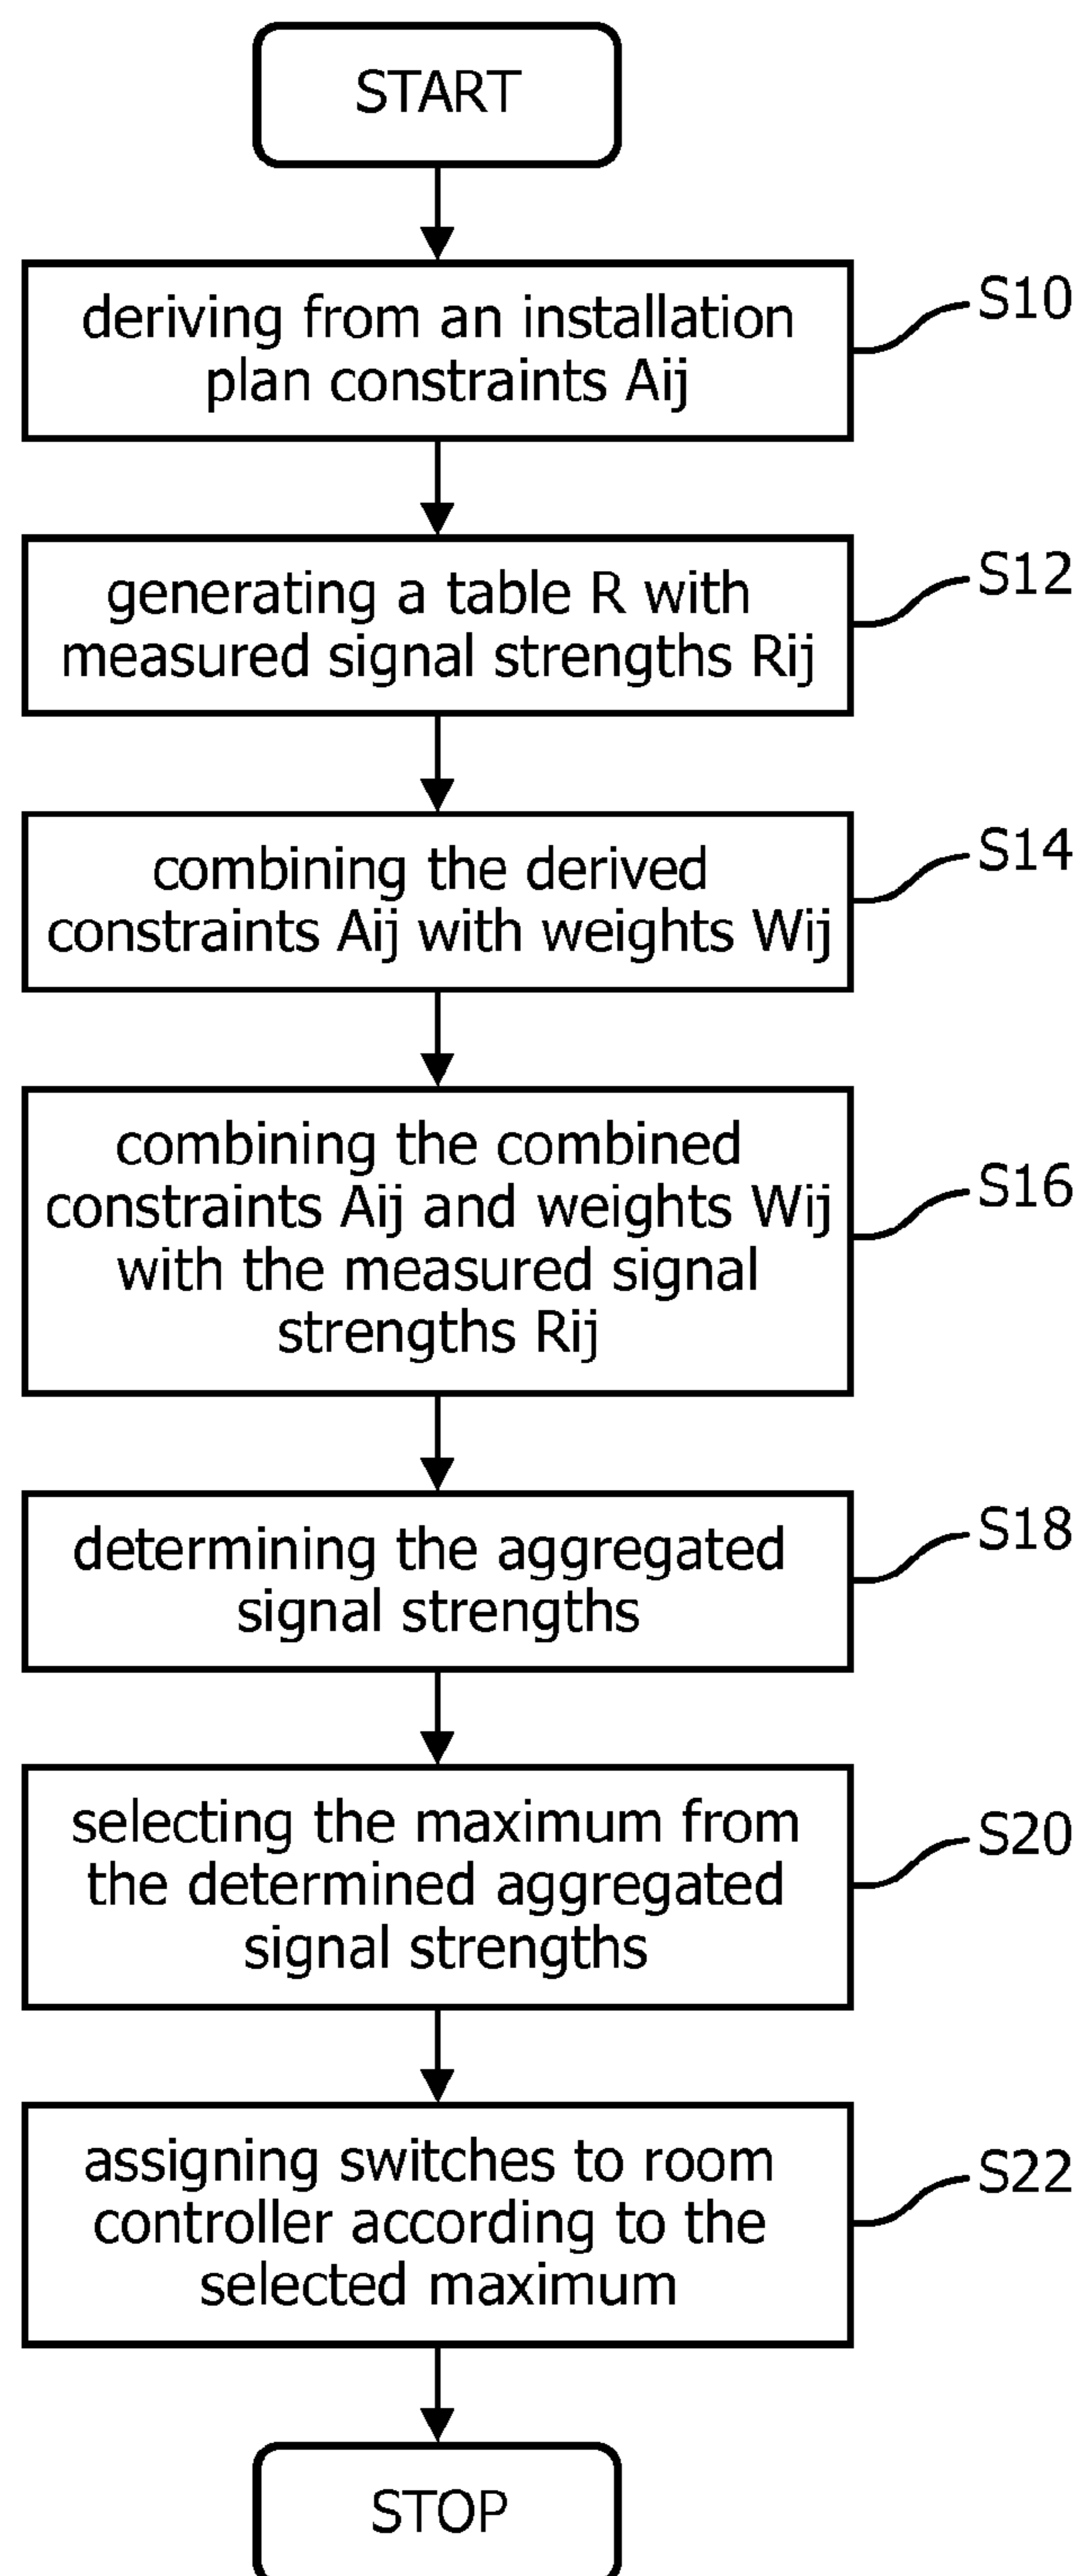 START
deriving from an installation
plan constraints Aij
S10
generating a table R with
measured signal strengths Rij
S12
combining the derived
constraints Aij with weights Wij
S14
combining the combined
constraints Aij and weights Wij
with the measured signal
strengths Rij
S16
determining the aggregated
signal strengths
S18
selecting the maximum from
the determined aggregated
signal strengths
S20
assigning switches to room
controller according to the
selected maximum
S22
STOP